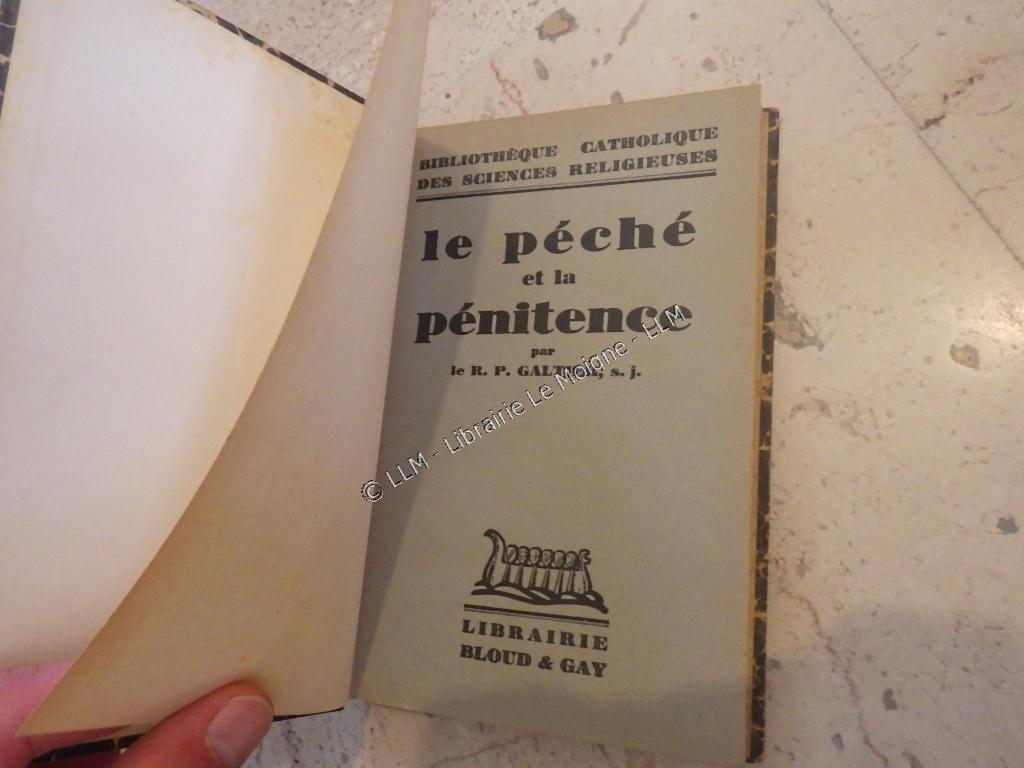 BIBLIOTHÈQUE CATHOLIQUE
DES SCIENCES RELIGIEUSES
le péché
et la
pénitence
par
le R. P. s. j.
© LLM - Librairie Le Moigne - LLM
LIBRAIRIE
BLOUD & GAY